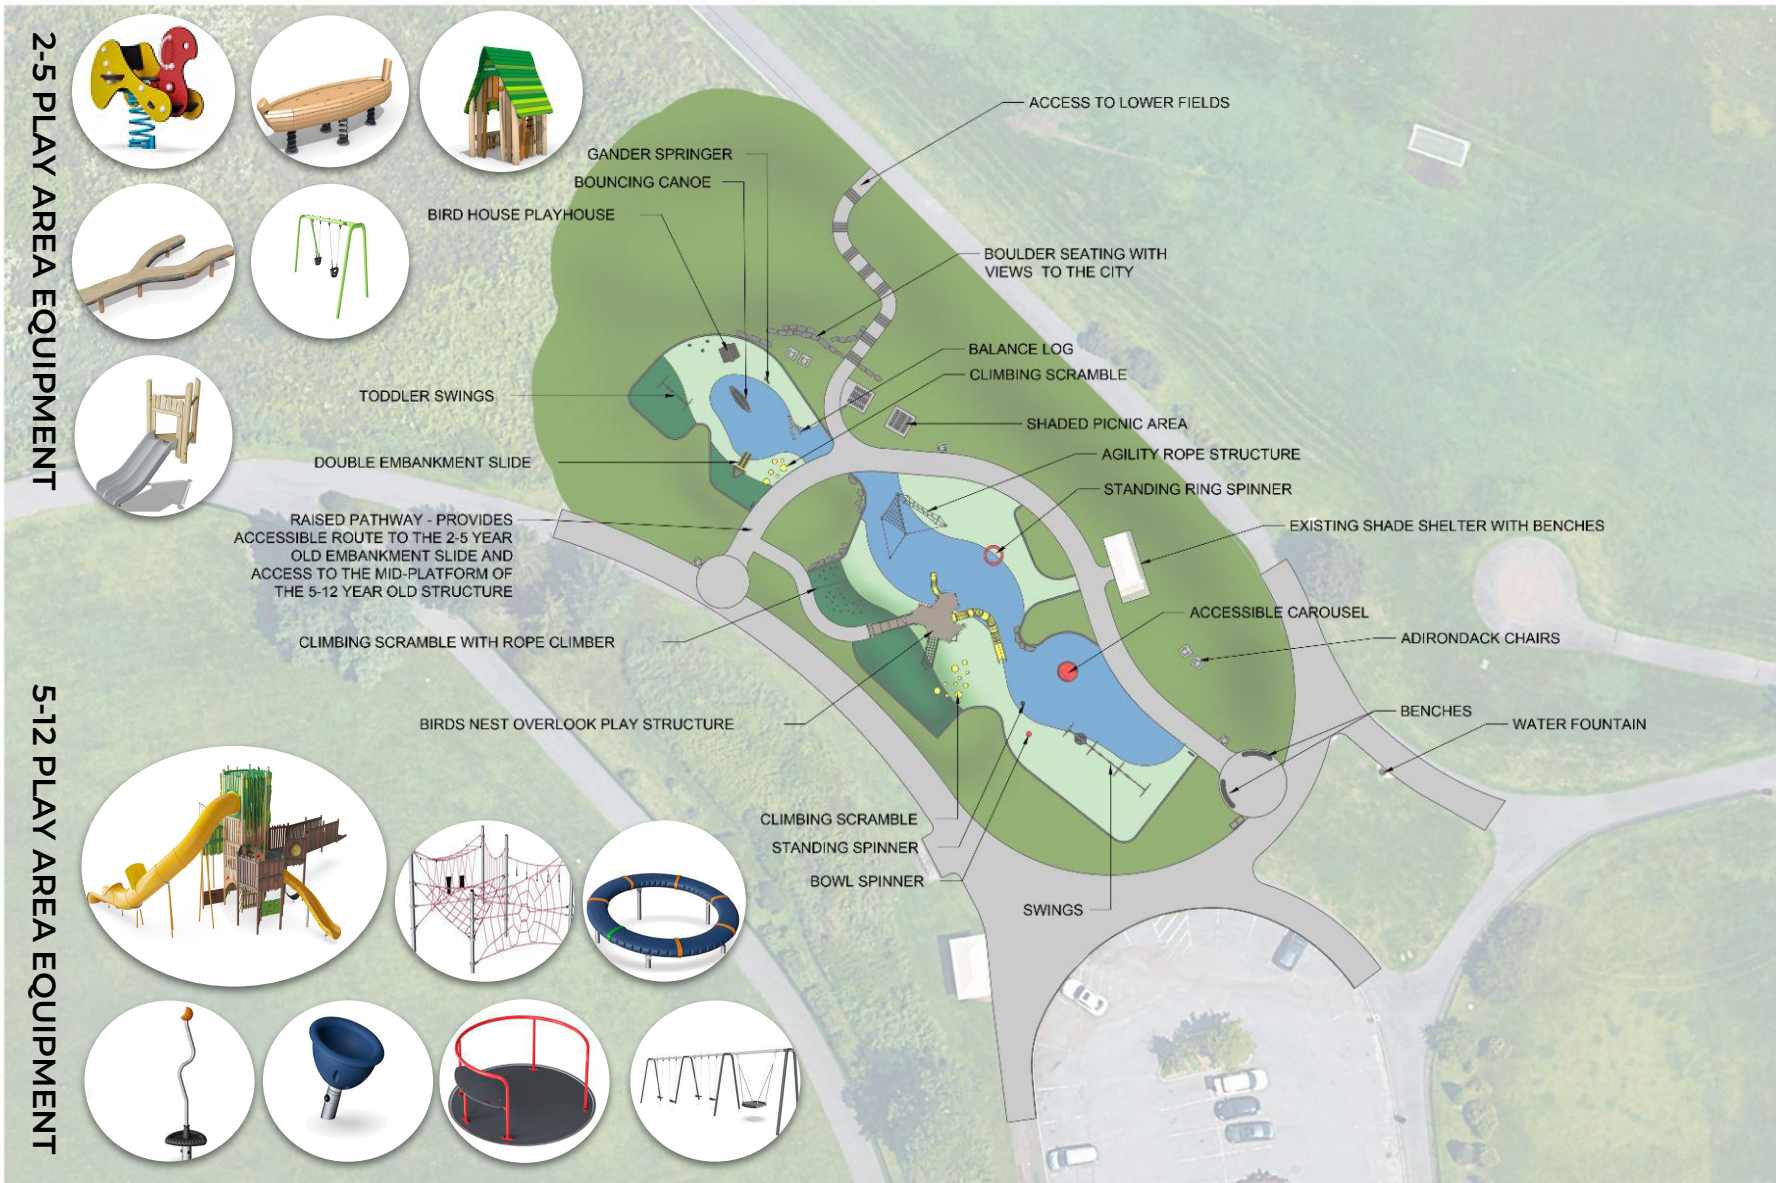 2-5 PLAY AREA EQUIPMENT
ACCESS TO LOWER FIELDS
GANDER SPRINGER
BOUNCING CANOE
BIRD HOUSE PLAYHOUSE
BOULDER SEATING WITH
VIEWS TO THE CITY
BALANCE LOG
CLIMBING SCRAMBLE
TODDLER SWINGS
SHADED PICNIC AREA
DOUBLE EMBANKMENT SLIDE
AGILITY ROPE STRUCTURE
STANDING RING SPINNER
RAISED PATHWAY - PROVIDES
ACCESSIBLE ROUTE TO THE 2-5 YEAR
OLD EMBANKMENT SLIDE AND
ACCESS TO THE MID-PLATFORM OF
THE 5-12 YEAR OLD STRUCTURE
EXISTING SHADE SHELTER WITH BENCHES
ACCESSIBLE CAROUSEL
ADIRONDACK CHAIRS
CLIMBING SCRAMBLE WITH ROPE CLIMBER
5-12 PLAY AREA EQUIPMENT
BIRDS NEST OVERLOOK PLAY STRUCTURE
BENCHES
WATER FOUNTAIN
CLIMBING SCRAMBLE
STANDING SPINNER
BOWL SPINNER
SWINGS